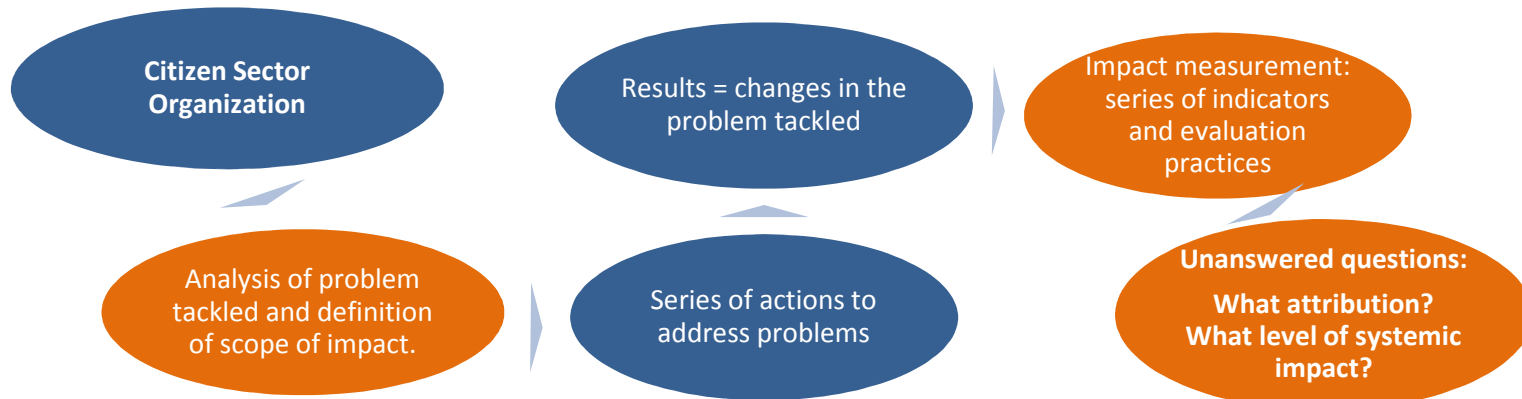 Citizen Sector
Organization
Analysis of problem
tackled and definition
of scope of impact.
Series of actions to
address problems
Results = changes in the
problem tackled
Impact measurement:
series of indicators
and evaluation
practices
Unanswered questions:
What attribution?
What level of systemic
impact?